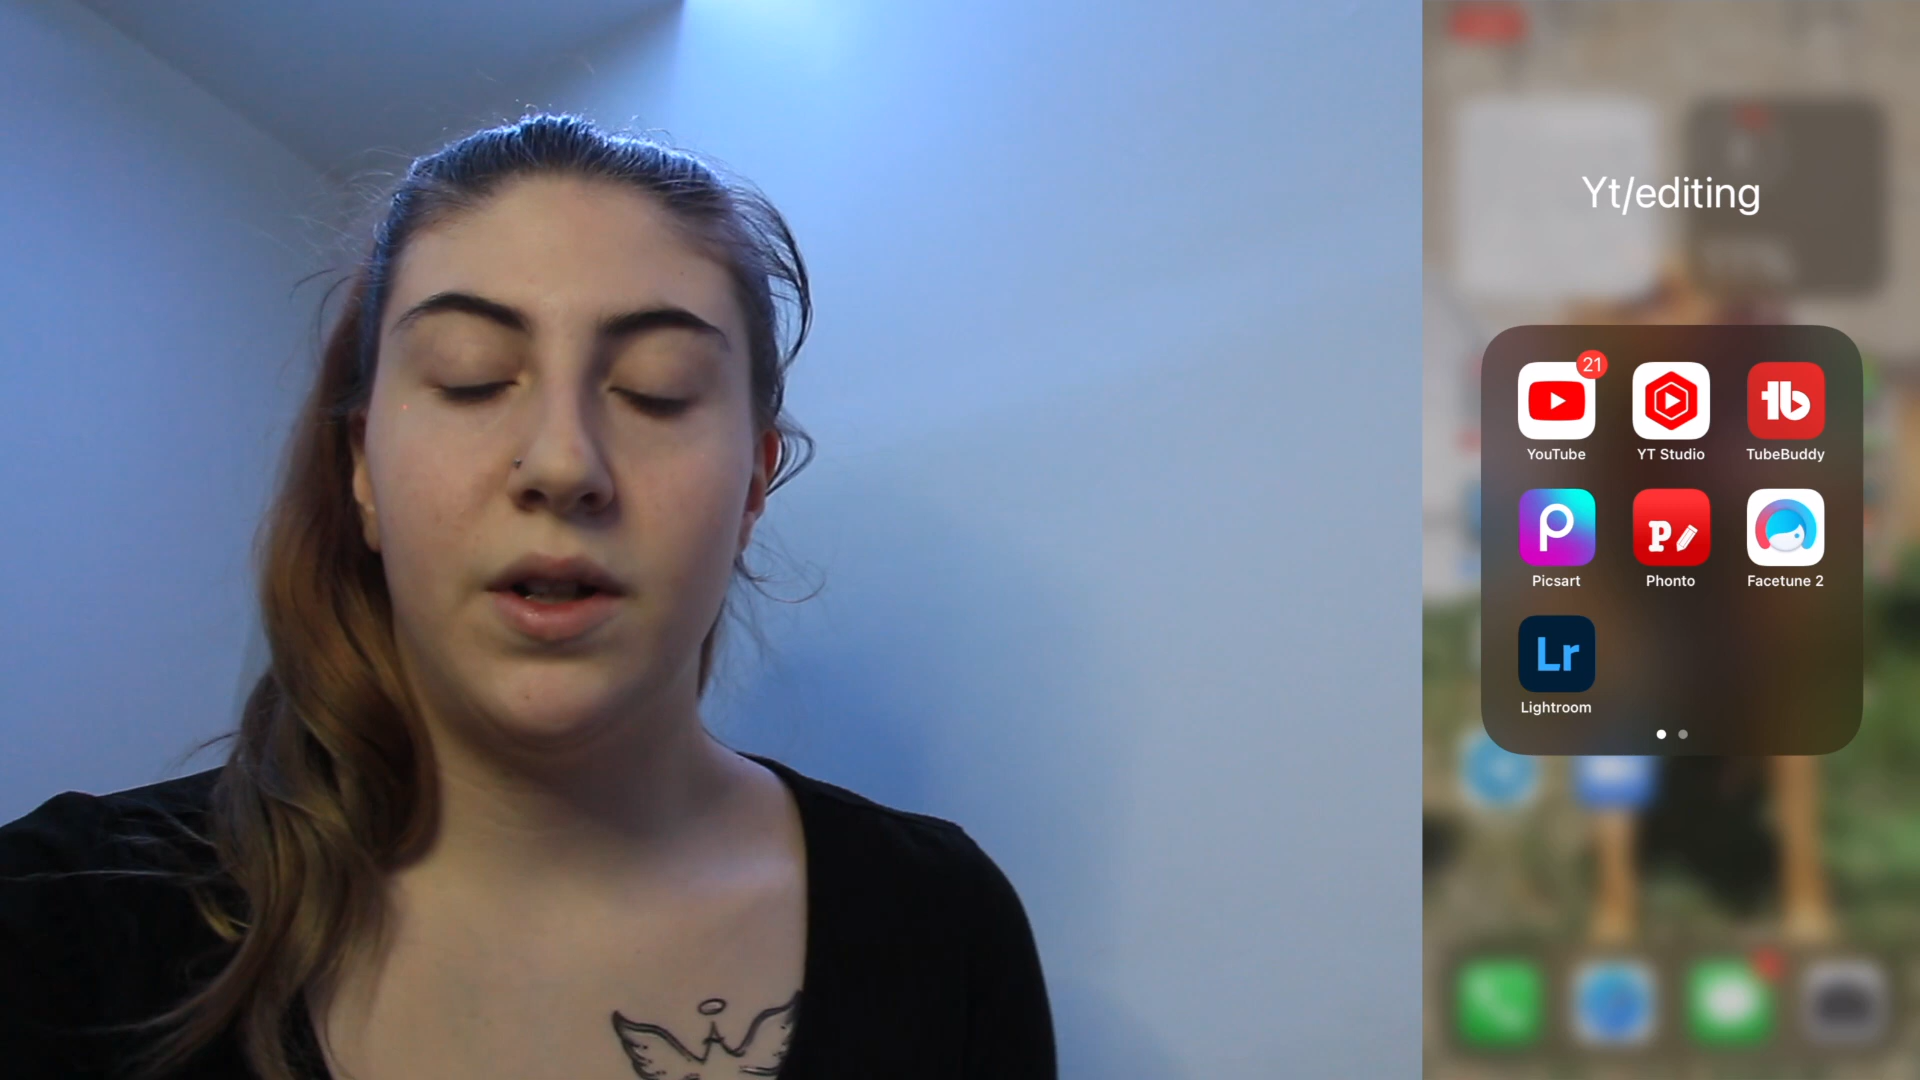 Yt/editing
21
YouTube
YT Studio
TubeBuddy
Picsart
Phonto
Facetune 2
Lr
Lightroom
A